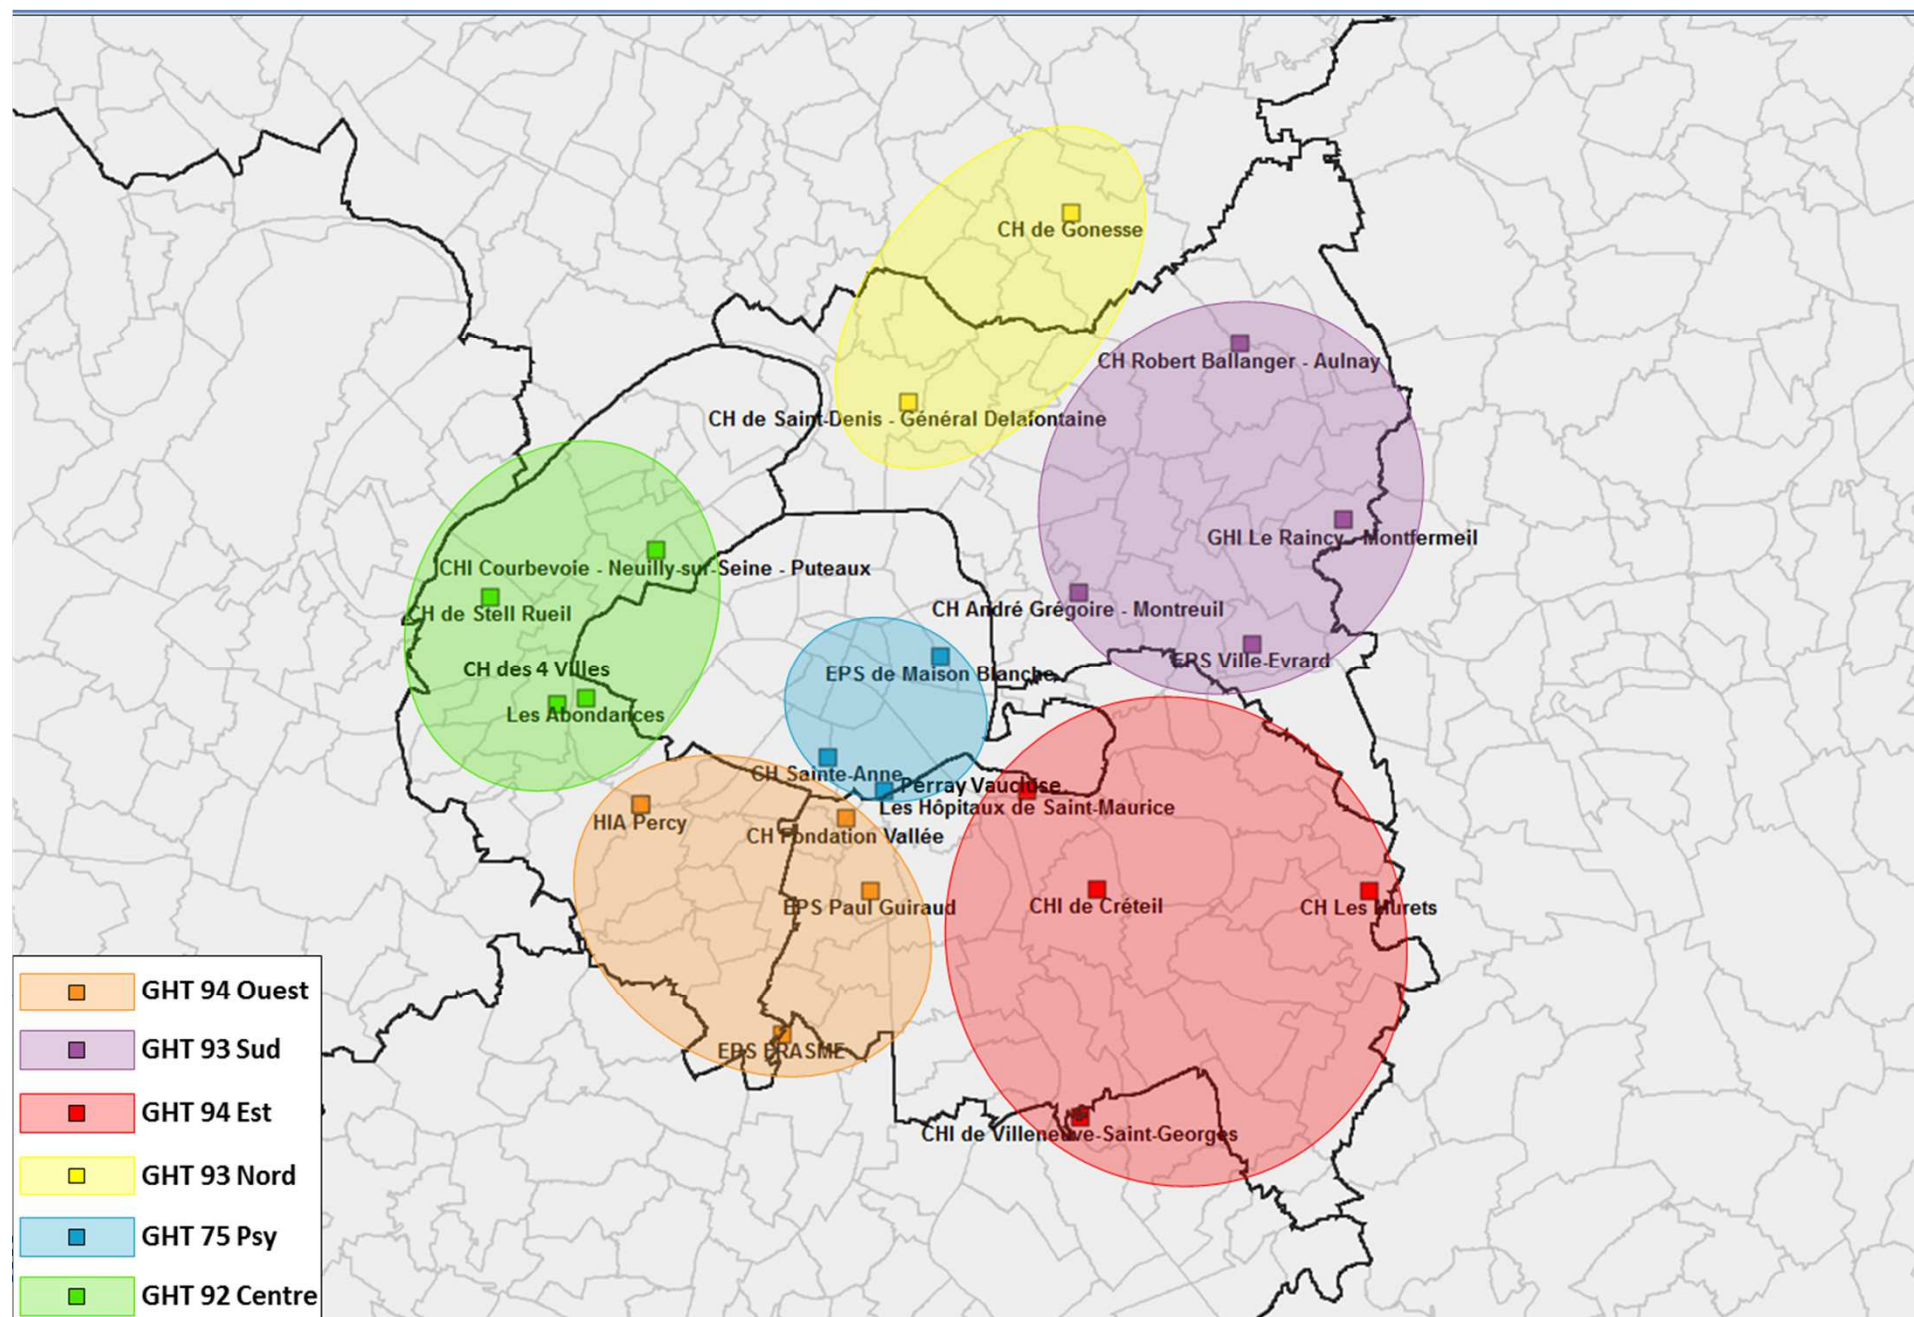 CH de Gonesse
CH Robert Ballanger - Aulnay
CH de Saint-Denis - Général Delafontaine
GHI Le Raincy - Montfermeil
CHI Courbevoie - Neuilly-sur-Seine - Puteaux
CH de Stell Rueil
CH André Grégoire - Montreuil
CH des 4 Villes
EPS de Maison Blanche
EPS Ville-Evrard
Les Abondances
CH Sainte-Anne
Perray Vaucluse
Les Hôpitaux de Saint-Maurice
HIA Percy
CH Fondation Vallée
EPS Paul Guiraud
CHI de Créteil
CH Les Murets
EPS ERASME
CHI de Villeneuve-Saint-Georges
GHT 94 Ouest
GHT 93 Sud
GHT 94 Est
GHT 93 Nord
GHT 75 Psy
GHT 92 Centre